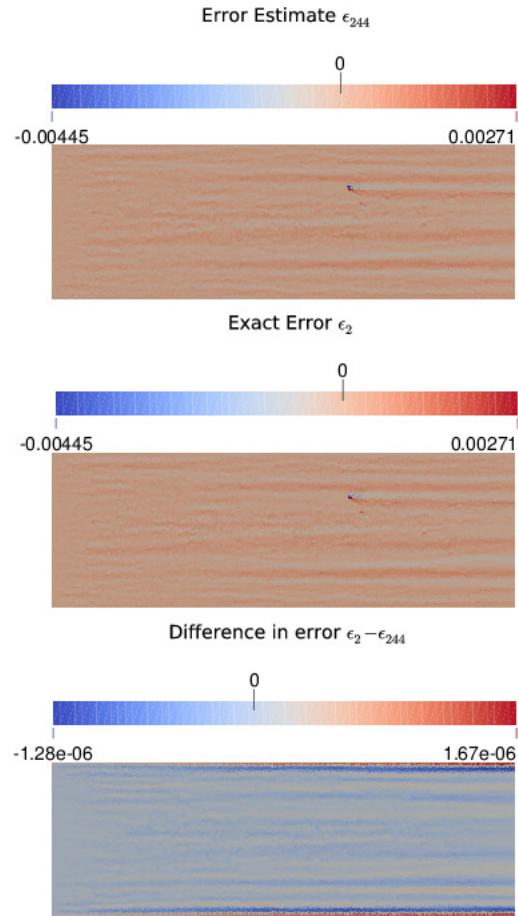 Error Estimate ϵ₂₄₄
0
-0.00445 0.00271
Exact Error ϵ₂
0
-0.00445 0.00271
Difference in error ϵ₂−ϵ₂₄₄
0
-1.28e-06 1.67e-06